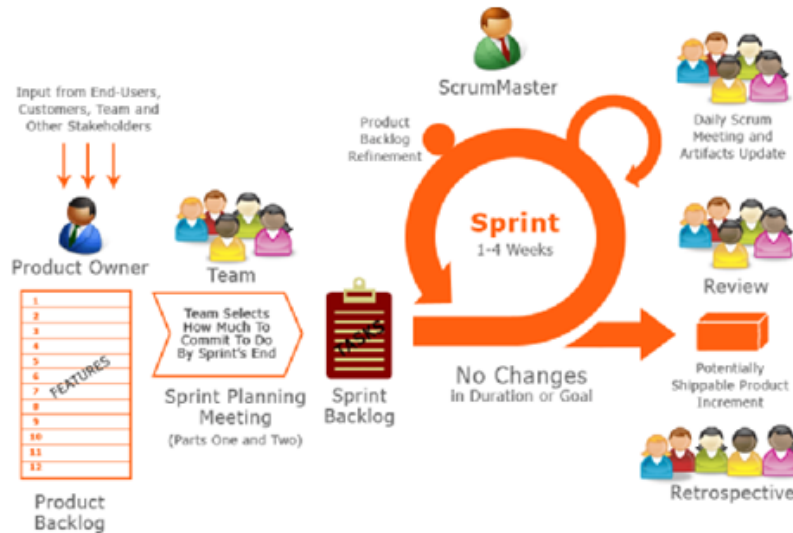 Input from End-Users,
Customers, Team and
Other Stakeholders
Product Owner
1
2
3
4
5
6
7
8
9
10
11
12
FEATURES
Product
Backlog
Team
Team Selects
How Much To
Commit To Do
By Sprint's End
Sprint Planning
Meeting
(Parts One and Two)
TASKS
Sprint
Backlog
ScrumMaster
Product
Backlog
Refinement
Sprint
1-4 Weeks
No Changes
in Duration or Goal
Daily Scrum
Meeting and
Artifacts Update
Review
Potentially
Shippable Product
Increment
Retrospective